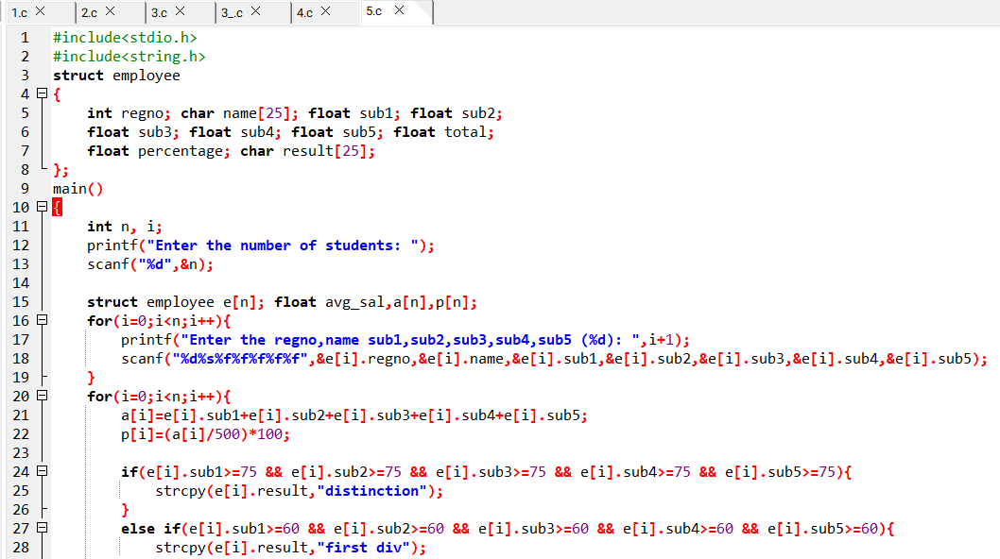 1.c 2.c 3.c 3_.c 4.c 5.c
1 #include<stdio.h>
2 #include<string.h>
3 struct employee
4 {
5 int regno; char name[25]; float sub1; float sub2;
6 float sub3; float sub4; float sub5; float total;
7 float percentage; char result[25];
8 };
9 main()
10 {
11 int n, i;
12 printf("Enter the number of students: ");
13 scanf("%d",&n);
14
15 struct employee e[n]; float avg_sal,a[n],p[n];
16 for(i=0;i<n;i++){
17 printf("Enter the regno,name sub1,sub2,sub3,sub4,sub5 (%d): ",i+1);
18 scanf("%d%s%f%f%f%f%f",&e[i].regno,&e[i].name,&e[i].sub1,&e[i].sub2,&e[i].sub3,&e[i].sub4,&e[i].sub5);
19 }
20 for(i=0;i<n;i++){
21 a[i]=e[i].sub1+e[i].sub2+e[i].sub3+e[i].sub4+e[i].sub5;
22 p[i]=(a[i]/500)*100;
23
24 if(e[i].sub1>=75 && e[i].sub2>=75 && e[i].sub3>=75 && e[i].sub4>=75 && e[i].sub5>=75){
25 strcpy(e[i].result,"distinction");
26 }
27 else if(e[i].sub1>=60 && e[i].sub2>=60 && e[i].sub3>=60 && e[i].sub4>=60 && e[i].sub5>=60){
28 strcpy(e[i].result,"first div");